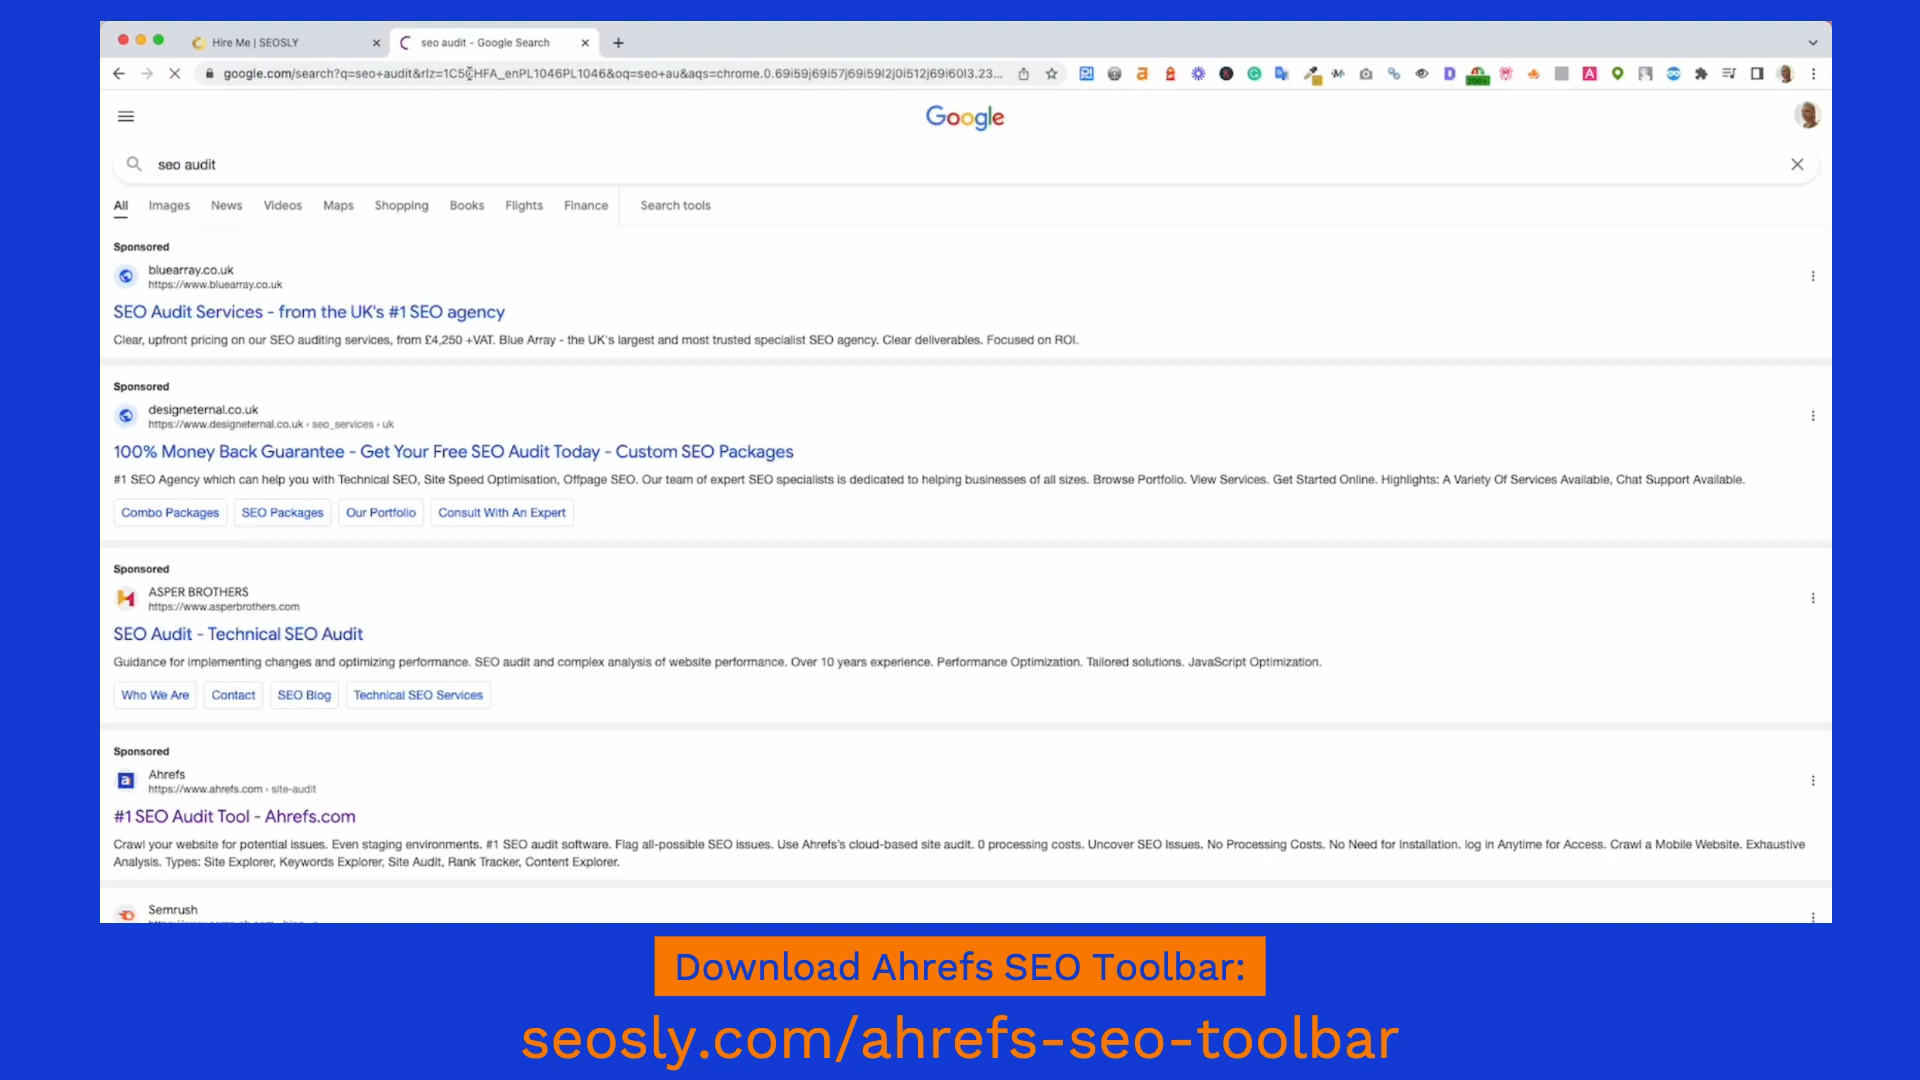 Hire Me | SEOSLY
seo audit - Google Search
google.com/search?q=seo+audit&rlz=1C5CHFA_enPL1046PL1046&oq=seo+au&aqs=chrome.0.69i59j69i57j69i59l2j0i512j69i60l3.23...
Google
seo audit
All Images News Videos Maps Shopping Books Flights Finance Search tools
Sponsored
bluearray.co.uk
https://www.bluearray.co.uk
SEO Audit Services - from the UK's #1 SEO agency
Clear, upfront pricing on our SEO auditing services, from £4,250 +VAT. Blue Array - the UK's largest and most trusted specialist SEO agency. Clear deliverables. Focused on ROI.
Sponsored
designeternal.co.uk
https://www.designeternal.co.uk › seo_services › uk
100% Money Back Guarantee - Get Your Free SEO Audit Today - Custom SEO Packages
#1 SEO Agency which can help you with Technical SEO, Site Speed Optimisation, Offpage SEO. Our team of expert SEO specialists is dedicated to helping businesses of all sizes. Browse Portfolio. View Services. Get Started Online. Highlights: A Variety Of Services Available, Chat Support Available.
Combo Packages SEO Packages Our Portfolio Consult With An Expert
Sponsored
ASPER BROTHERS
https://www.asperbrothers.com
SEO Audit - Technical SEO Audit
Guidance for implementing changes and optimizing performance. SEO audit and complex analysis of website performance. Over 10 years experience. Performance Optimization. Tailored solutions. JavaScript Optimization.
Who We Are Contact SEO Blog Technical SEO Services
Sponsored
Ahrefs
https://www.ahrefs.com › site-audit
#1 SEO Audit Tool - Ahrefs.com
Crawl your website for potential issues. Even staging environments. #1 SEO audit software. Flag all-possible SEO issues. Use Ahrefs's cloud-based site audit. 0 processing costs. Uncover SEO Issues. No Processing Costs. No Need for Installation. log in Anytime for Access. Crawl a Mobile Website. Exhaustive
Analysis. Types: Site Explorer, Keywords Explorer, Site Audit, Rank Tracker, Content Explorer.
Semrush
Download Ahrefs SEO Toolbar:
seosly.com/ahrefs-seo-toolbar